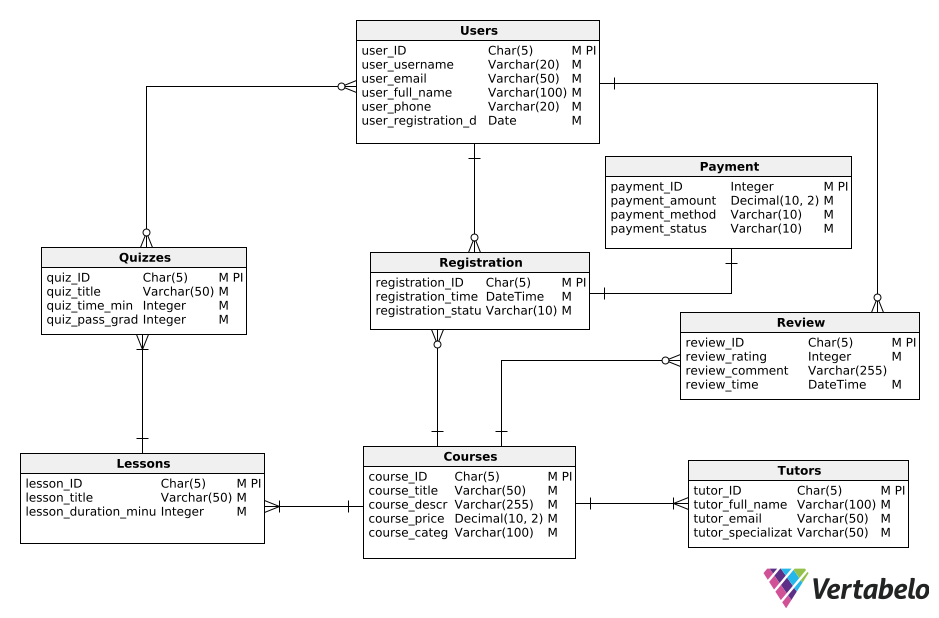 Users
user_ID Char(5) M PI
user_username Varchar(20) M
user_email Varchar(50) M
user_full_name Varchar(100) M
user_phone Varchar(20) M
user_registration_d Date M
Payment
payment_ID Integer M PI
payment_amount Decimal(10, 2) M
payment_method Varchar(10) M
payment_status Varchar(10) M
Quizzes
quiz_ID Char(5) M PI
quiz_title Varchar(50) M
quiz_time_min Integer M
quiz_pass_grad Integer M
Registration
registration_ID Char(5) M PI
registration_time DateTime M
registration_statu Varchar(10) M
Review
review_ID Char(5) M PI
review_rating Integer M
review_comment Varchar(255)
review_time DateTime M
Lessons
lesson_ID Char(5) M PI
lesson_title Varchar(50) M
lesson_duration_minu Integer M
Courses
course_ID Char(5) M PI
course_title Varchar(50) M
course_descr Varchar(255) M
course_price Decimal(10, 2) M
course_categ Varchar(100) M
Tutors
tutor_ID Char(5) M PI
tutor_full_name Varchar(100) M
tutor_email Varchar(50) M
tutor_specializat Varchar(50) M
Vertabelo